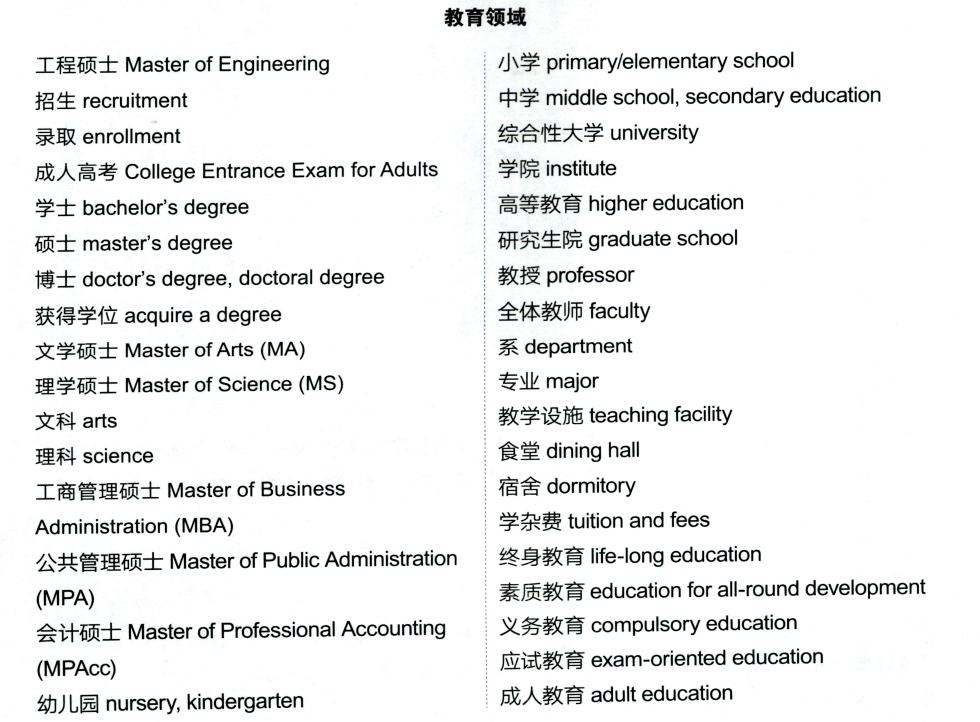 教育领域
工程硕士 Master of Engineering
招生 recruitment
录取 enrollment
成人高考 College Entrance Exam for Adults
学士 bachelor's degree
硕士 master's degree
博士 doctor's degree, doctoral degree
获得学位 acquire a degree
文学硕士 Master of Arts (MA)
理学硕士 Master of Science (MS)
文科 arts
理科 science
工商管理硕士 Master of Business
Administration (MBA)
公共管理硕士 Master of Public Administration
(MPA)
会计硕士 Master of Professional Accounting
(MPAcc)
幼儿园 nursery, kindergarten
小学 primary/elementary school
中学 middle school, secondary education
综合性大学 university
学院 institute
高等教育 higher education
研究生院 graduate school
教授 professor
全体教师 faculty
系 department
专业 major
教学设施 teaching facility
食堂 dining hall
宿舍 dormitory
学杂费 tuition and fees
终身教育 life-long education
素质教育 education for all-round development
义务教育 compulsory education
应试教育 exam-oriented education
成人教育 adult education